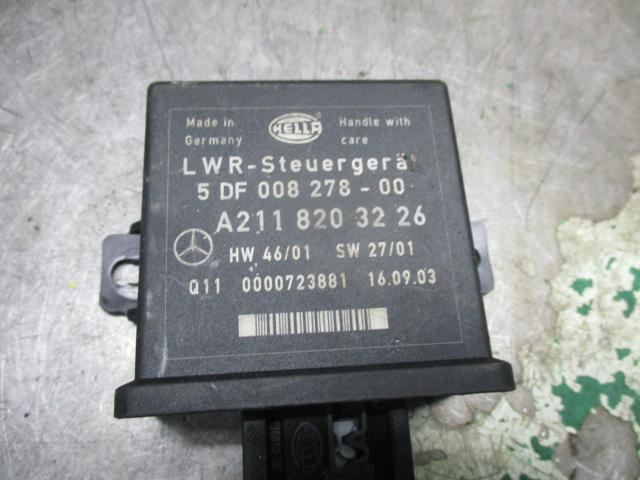 Made in Germany
HELLA
®
Handle with care
LWR-Steuergerä
5 DF 008 278-00
A211 820 32 26
HW 46/01 SW 27/01
Q11 0000723881 16.09.03